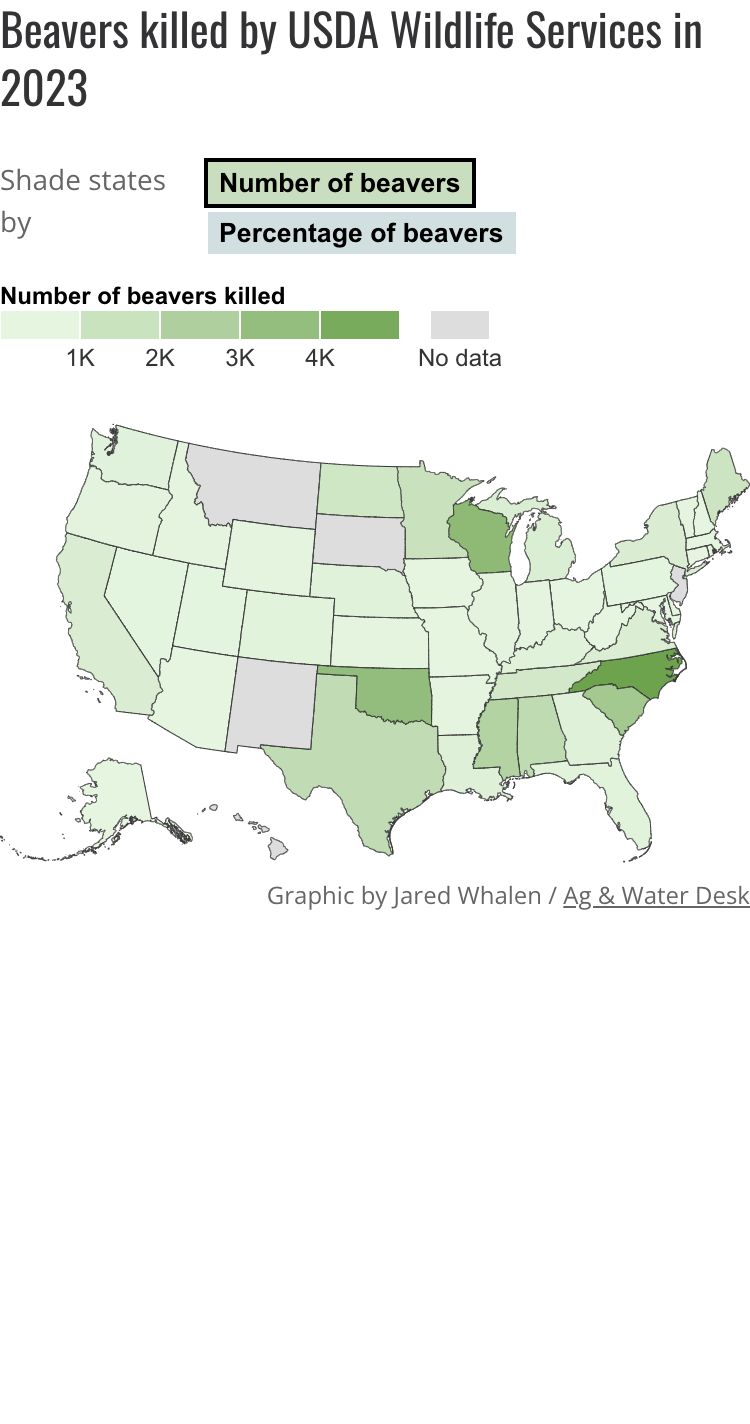 Beavers killed by USDA Wildlife Services in
2023
Shade states
by
Number of beavers
Percentage of beavers
Number of beavers killed
1K 2K 3K 4K No data
Graphic by Jared Whalen / Ag & Water Desk